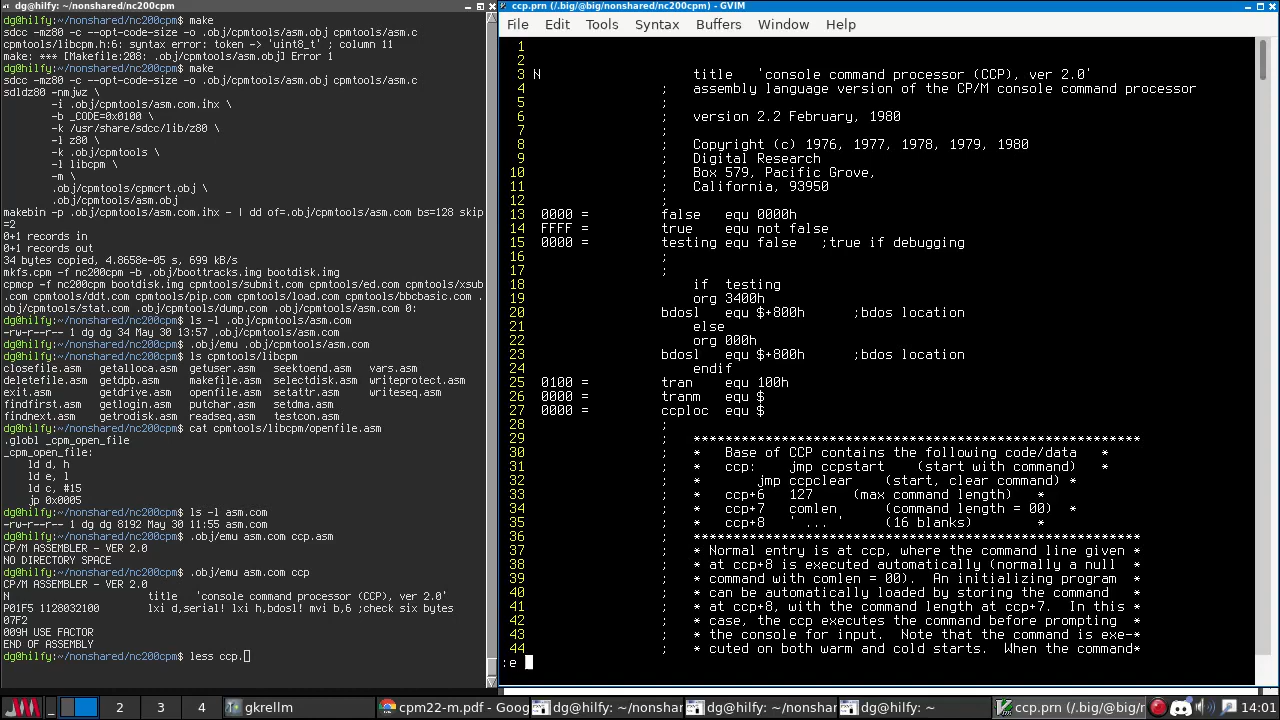 dg@hilfy: ~/nonshared/nc200cpm
dg@hilfy:~/nonshared/nc200cpm$ make
sdcc -mz80 -c --opt-code-size -o .obj/cpmtools/asm.obj cpmtools/asm.c
cpmtools/libcpm.h:6: syntax error: token -> 'uint8_t' ; column 11
make: *** [Makefile:208: .obj/cpmtools/asm.obj] Error 1
dg@hilfy:~/nonshared/nc200cpm$ make
sdcc -mz80 -c --opt-code-size -o .obj/cpmtools/asm.obj cpmtools/asm.c
sdldz80 -nmjwz \
-i .obj/cpmtools/asm.com.ihx \
-b _CODE=0x0100 \
-k /usr/share/sdcc/lib/z80 \
-l z80 \
-k .obj/cpmtools \
-l libcpm \
-m \
.obj/cpmtools/cpmcrt.obj \
.obj/cpmtools/asm.obj
makebin -p .obj/cpmtools/asm.com.ihx - | dd of=.obj/cpmtools/asm.com bs=128 skip
=2
0+1 records in
0+1 records out
34 bytes copied, 4.8658e-05 s, 699 kB/s
mkfs.cpm -f nc200cpm -b .obj/boottracks.img bootdisk.img
cpmcp -f nc200cpm bootdisk.img cpmtools/submit.com cpmtools/ed.com cpmtools/xsub
.com cpmtools/ddt.com cpmtools/pip.com cpmtools/load.com cpmtools/bbcbasic.com .
obj/cpmtools/stat.com .obj/cpmtools/dump.com .obj/cpmtools/asm.com 0:
dg@hilfy:~/nonshared/nc200cpm$ ls -l .obj/cpmtools/asm.com
-rw-r--r-- 1 dg dg 34 May 30 13:57 .obj/cpmtools/asm.com
dg@hilfy:~/nonshared/nc200cpm$ .obj/emu .obj/cpmtools/asm.com
dg@hilfy:~/nonshared/nc200cpm$ ls cpmtools/libcpm
closefile.asm getalloca.asm getuser.asm seektoend.asm vars.asm
deletefile.asm getdpb.asm makefile.asm selectdisk.asm writeprotect.asm
exit.asm getdrive.asm openfile.asm setattr.asm writeseq.asm
findfirst.asm getlogin.asm putchar.asm setdma.asm
findnext.asm getrodisk.asm readseq.asm testcon.asm
dg@hilfy:~/nonshared/nc200cpm$ cat cpmtools/libcpm/openfile.asm
.globl _cpm_open_file
_cpm_open_file:
ld d, h
ld e, l
ld c, #15
jp 0x0005
dg@hilfy:~/nonshared/nc200cpm$ ls -l asm.com
-rw-r--r-- 1 dg dg 8192 May 30 11:55 asm.com
dg@hilfy:~/nonshared/nc200cpm$ .obj/emu asm.com ccp.asm
CP/M ASSEMBLER - VER 2.0
NO DIRECTORY SPACE
dg@hilfy:~/nonshared/nc200cpm$ .obj/emu asm.com ccp
CP/M ASSEMBLER - VER 2.0
N title 'console command processor (CCP), ver 2.0'
P01F5 1128032100 lxi d,serial! lxi h,bdosl! mvi b,6 ;check six bytes
07F2
009H USE FACTOR
END OF ASSEMBLY
dg@hilfy:~/nonshared/nc200cpm$ less ccp.
ccp.prn (/.big/@big/nonshared/nc200cpm) - GVIM
File Edit Tools Syntax Buffers Window Help
1
2
3 N title 'console command processor (CCP), ver 2.0'
4 ; assembly language version of the CP/M console command processor
5 ;
6 ; version 2.2 February, 1980
7 ;
8 ; Copyright (c) 1976, 1977, 1978, 1979, 1980
9 ; Digital Research
10 ; Box 579, Pacific Grove,
11 ; California, 93950
12 ;
13 0000 = false equ 0000h
14 FFFF = true equ not false
15 0000 = testing equ false ;true if debugging
16 ;
17 ;
18 if testing
19 org 3400h
20 bdosl equ $+800h ;bdos location
21 else
22 org 000h
23 bdosl equ $+800h ;bdos location
24 endif
25 0100 = tran equ 100h
26 0000 = tranm equ $
27 0000 = ccploc equ $
28 ;
29 ; ********************************************************
30 ; * Base of CCP contains the following code/data *
31 ; * ccp: jmp ccpstart (start with command) *
32 ; * jmp ccpclear (start, clear command) *
33 ; * ccp+6 127 (max command length) *
34 ; * ccp+7 comlen (command length = 00) *
35 ; * ccp+8 ' ... ' (16 blanks) *
36 ; ********************************************************
37 ; * Normal entry is at ccp, where the command line given *
38 ; * at ccp+8 is executed automatically (normally a null *
39 ; * command with comlen = 00). An initializing program *
40 ; * can be automatically loaded by storing the command *
41 ; * at ccp+8, with the command length at ccp+7. In this *
42 ; * case, the ccp executes the command before prompting *
43 ; * the console for input. Note that the command is exe-*
44 ; * cuted on both warm and cold starts. When the command*
:e
2 3 4 gkrellm cpm22-m.pdf - Goog dg@hilfy: ~/nonshar dg@hilfy: ~/nonshar dg@hilfy: ~ ccp.prn (/.big/@big/n 14:01